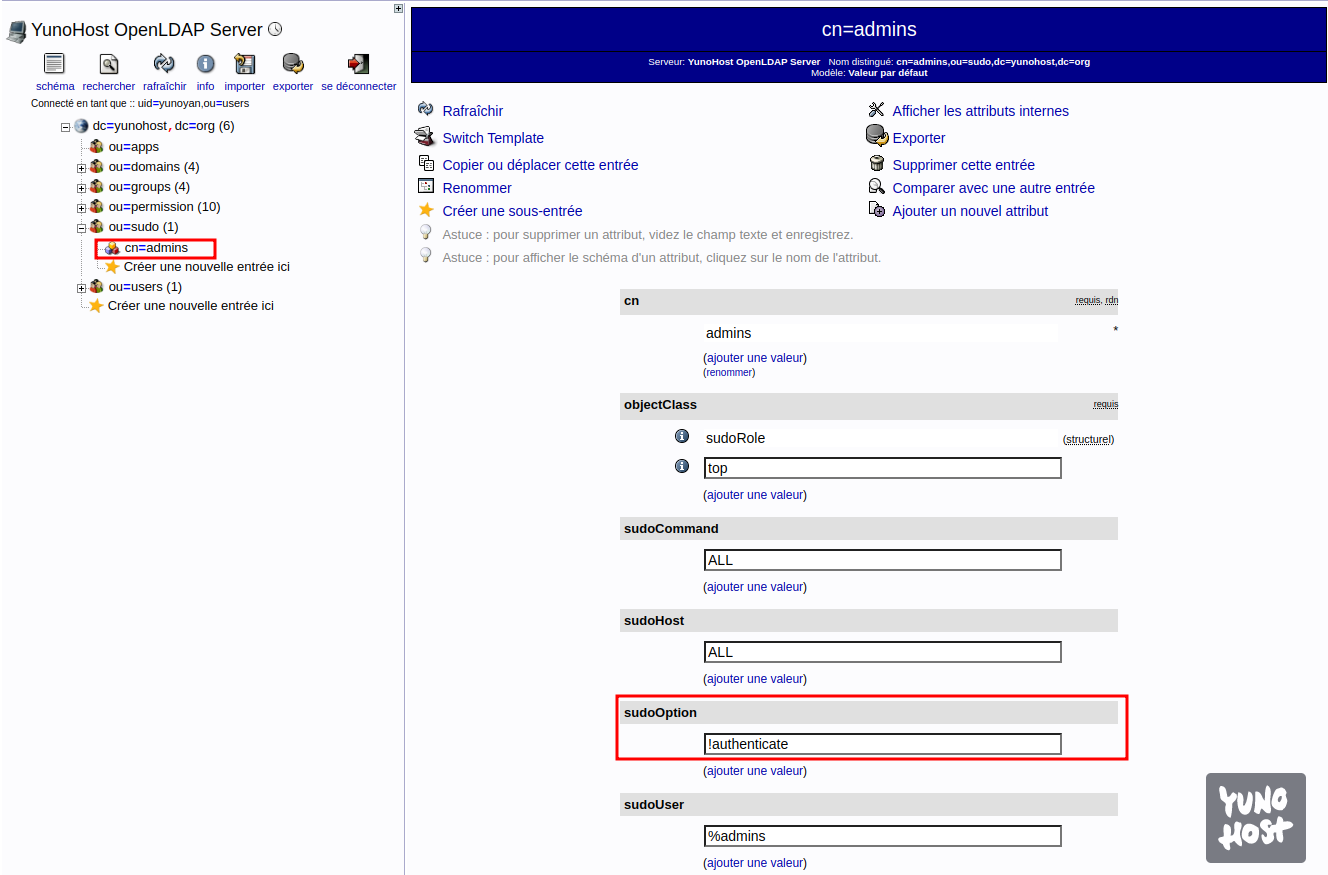 YunoHost OpenLDAP Server
schéma rechercher rafraîchir info importer exporter se déconnecter
Connecté en tant que :: uid=yunoyan,ou=users
dc=yunohost,dc=org (6)
ou=apps
ou=domains (4)
ou=groups (4)
ou=permission (10)
ou=sudo (1)
cn=admins
Créer une nouvelle entrée ici
ou=users (1)
Créer une nouvelle entrée ici
cn=admins
Serveur: YunoHost OpenLDAP Server Nom distingué: cn=admins,ou=sudo,dc=yunohost,dc=org
Modèle: Valeur par défaut
Rafraîchir
Afficher les attributs internes
Switch Template
Exporter
Copier ou déplacer cette entrée
Supprimer cette entrée
Renommer
Comparer avec une autre entrée
Créer une sous-entrée
Ajouter un nouvel attribut
Astuce : pour supprimer un attribut, videz le champ texte et enregistrez.
Astuce : pour afficher le schéma d'un attribut, cliquez sur le nom de l'attribut.
cn requis, rdn
admins *
(ajouter une valeur)
(renommer)
objectClass requis
sudoRole (structurel)
top
(ajouter une valeur)
sudoCommand
ALL
(ajouter une valeur)
sudoHost
ALL
(ajouter une valeur)
sudoOption
!authenticate
(ajouter une valeur)
sudoUser
%admins
(ajouter une valeur)
YUNO
HOST